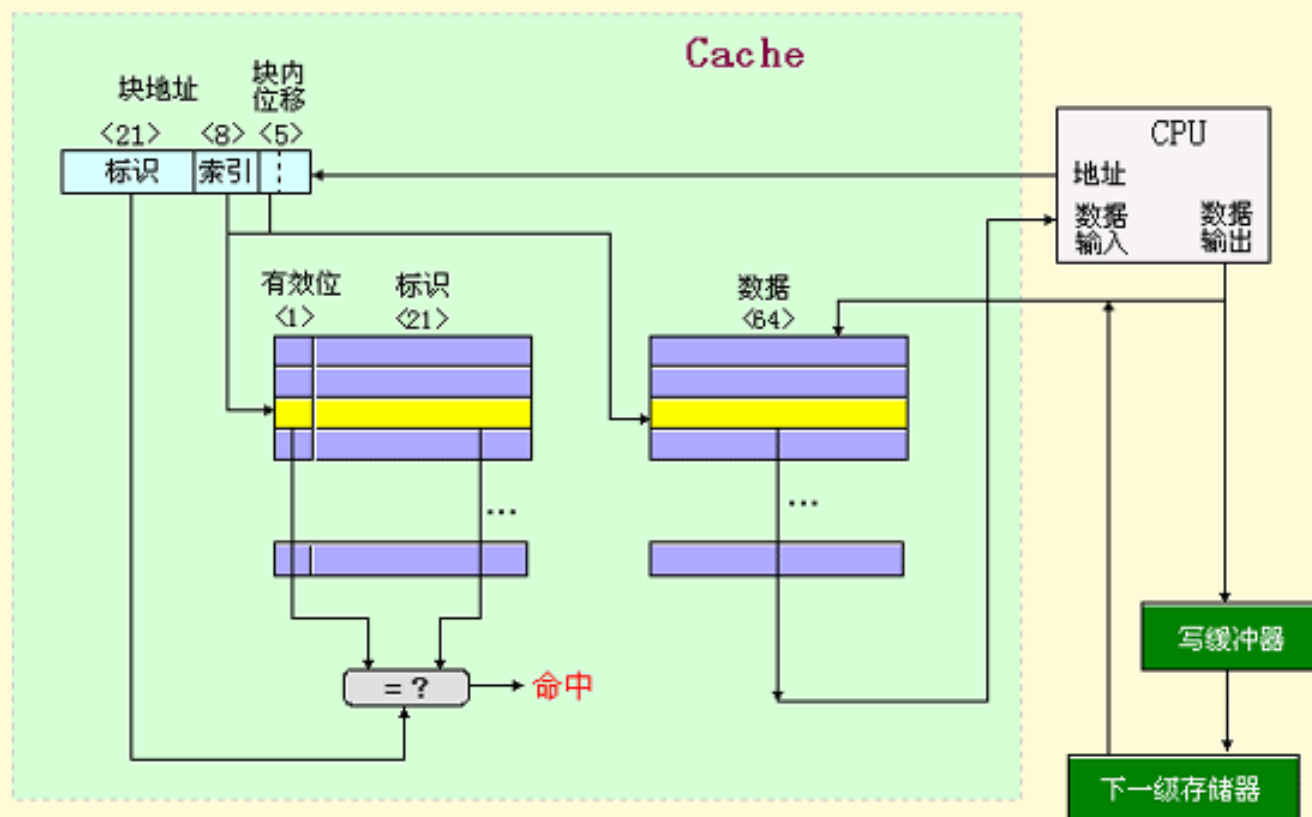 Cache
块地址
块内
位移
<21>
<8>
<5>
标识
索引
CPU
地址
数据
输入
数据
输出
有效位
<1>
标识
<21>
数据
<64>
...
...
= ?
命中
写缓冲器
下一级存储器